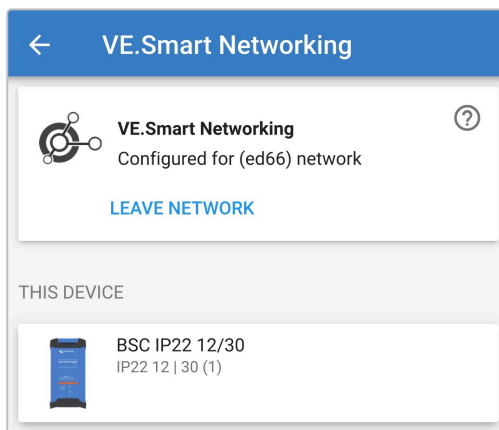 VE.Smart Networking
VE.Smart Networking
Configured for (ed66) network
LEAVE NETWORK
THIS DEVICE
BSC IP22 12/30
IP22 12 | 30 (1)